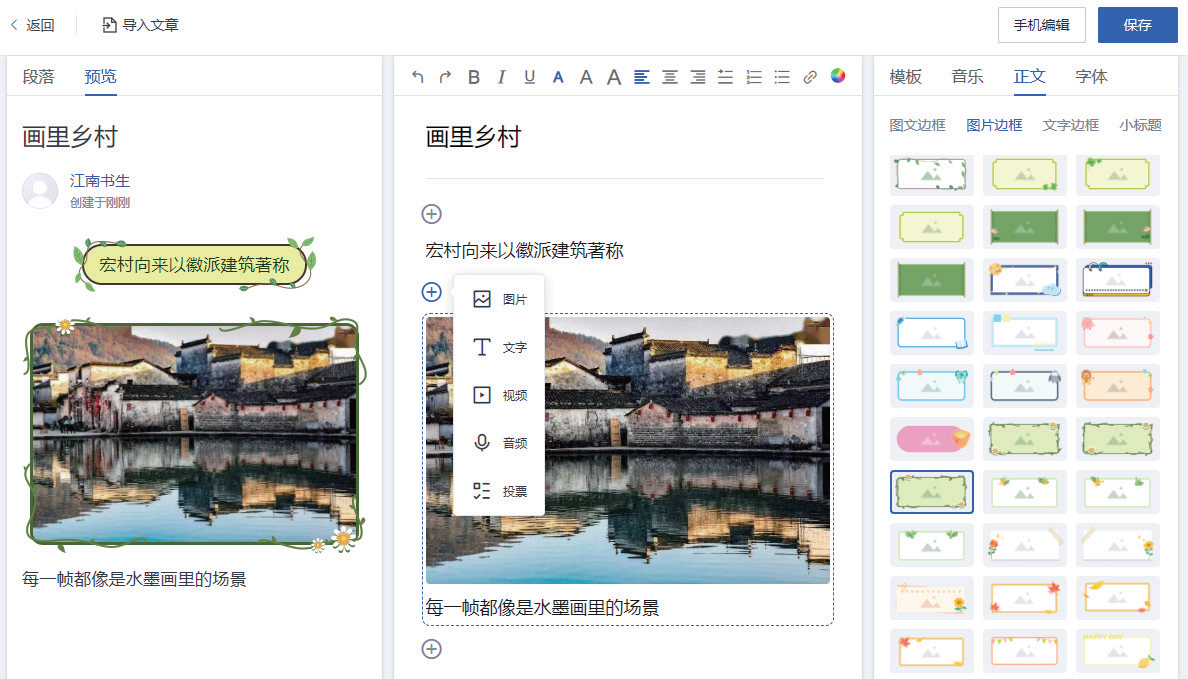 返回
导入文章
手机编辑
保存
段落 预览
画里乡村
江南书生
创建于刚刚
宏村向来以徽派建筑著称
每一帧都像是水墨画里的场景
B I U A A A
画里乡村
宏村向来以徽派建筑著称
图片
文字
视频
音频
投票
每一帧都像是水墨画里的场景
模板 音乐 正文 字体
图文边框 图片边框 文字边框 小标题
HAPPY DAY